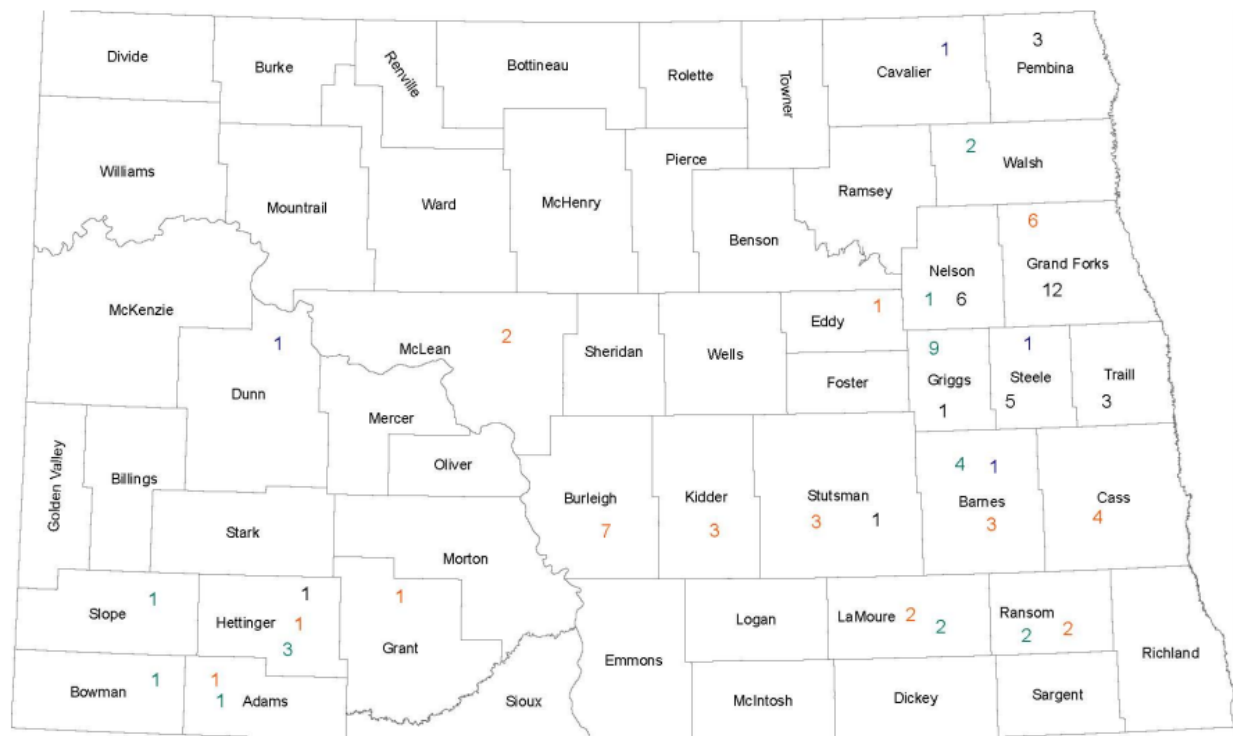 Divide
Burke
Renville
Bottineau
Rolette
Towner
1
Cavalier
3
Pembina
Williams
Mountrail
Ward
McHenry
Pierce
Benson
Ramsey
2
Walsh
6
Grand Forks
12
Nelson
1 6
McKenzie
1
Dunn
McLean 2
Sheridan
Wells
Eddy 1
Foster
9
Griggs
1
1
Steele
5
Traill
3
Mercer
Oliver
Golden Valley
Billings
Stark
Morton
Burleigh
7
Kidder
3
Stutsman
3 1
4 1
Barnes
3
Cass
4
Slope 1
1
Hettinger 1
3
1
Grant
Logan
LaMoure 2
2
Ransom
2 2
Richland
Bowman 1
1
1 Adams
Sioux
Emmons
McIntosh
Dickey
Sargent